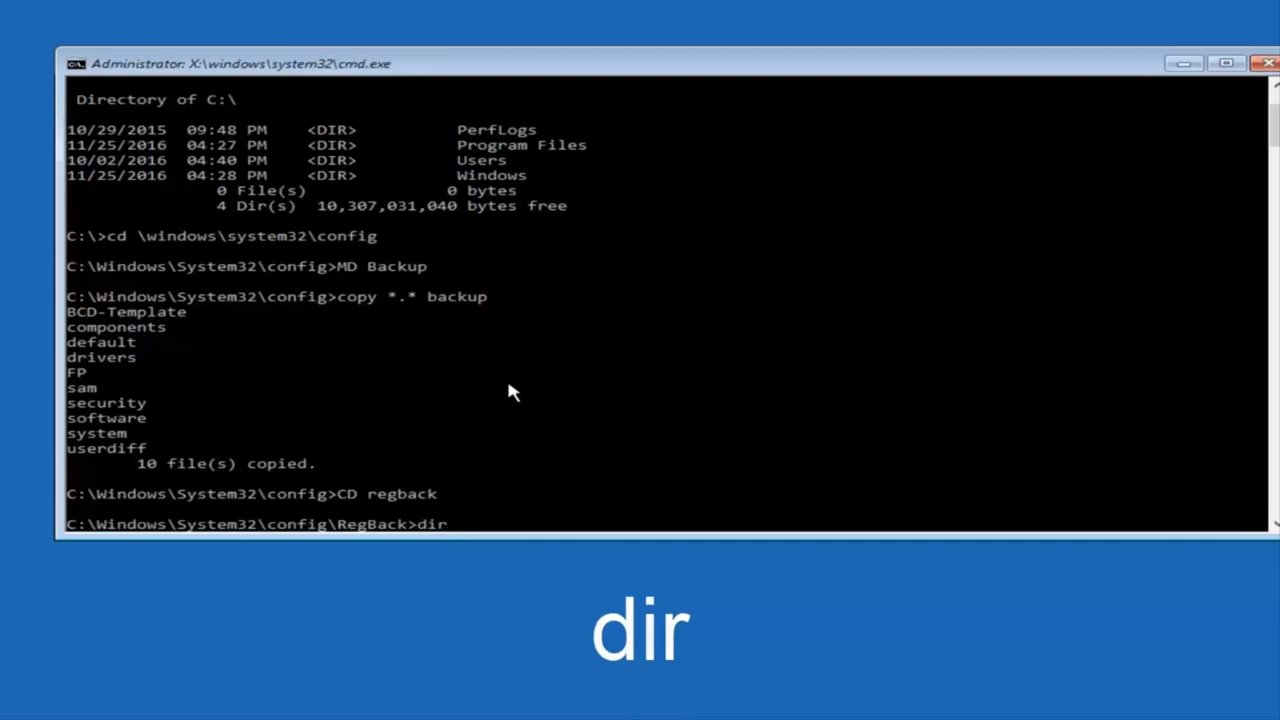 Administrator: X:\windows\system32\cmd.exe
Directory of C:\
10/29/2015 09:48 PM <DIR> PerfLogs
11/25/2016 04:27 PM <DIR> Program Files
10/02/2016 04:40 PM <DIR> Users
11/25/2016 04:28 PM <DIR> Windows
0 File(s) 0 bytes
4 Dir(s) 10,307,031,040 bytes free
C:\>cd \windows\system32\config
C:\Windows\System32\config>MD Backup
C:\Windows\System32\config>copy *.* backup
BCD-Template
components
default
drivers
FP
sam
security
software
system
userdiff
10 file(s) copied.
C:\Windows\System32\config>CD regback
C:\Windows\System32\config\RegBack>dir
dir